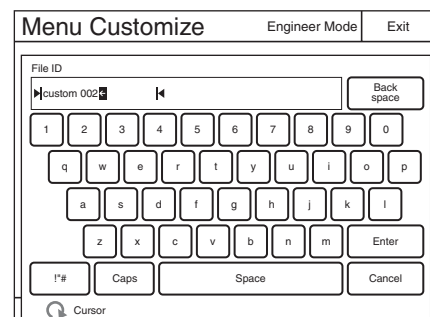 Menu Customize Engineer Mode Exit
File ID
custom 002
Back
space
1 2 3 4 5 6 7 8 9 0
q w e r t y u i o p
a s d f g h j k l
z x c v b n m Enter
!"# Caps Space Cancel
Cursor